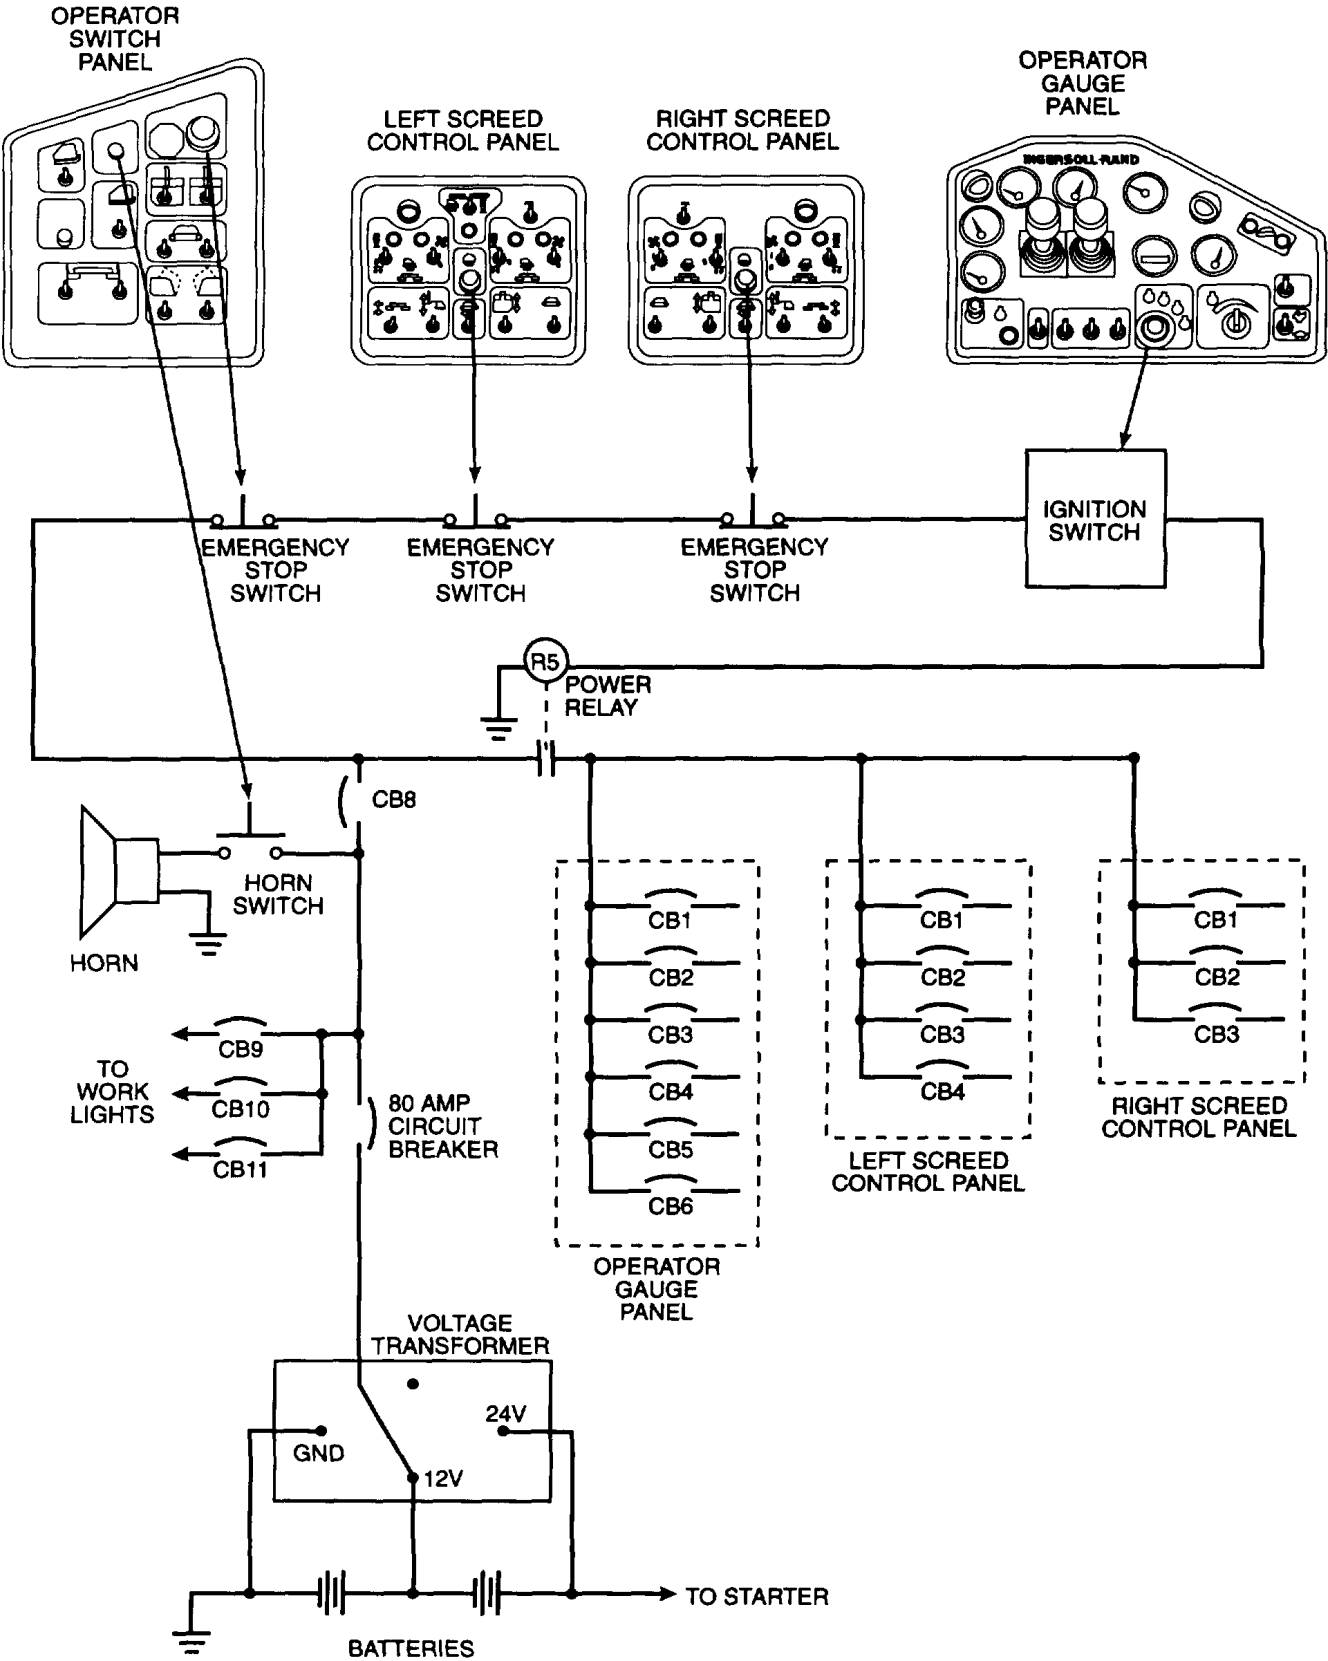 OPERATOR
SWITCH
PANEL
LEFT SCREED
CONTROL PANEL
RIGHT SCREED
CONTROL PANEL
OPERATOR
GAUGE
PANEL
INGERSOLL-RAND
EMERGENCY
STOP
SWITCH
EMERGENCY
STOP
SWITCH
EMERGENCY
STOP
SWITCH
IGNITION
SWITCH
R5
POWER
RELAY
CB8
HORN
SWITCH
HORN
CB9
CB10
CB11
TO
WORK
LIGHTS
80 AMP
CIRCUIT
BREAKER
CB1
CB2
CB3
CB4
CB5
CB6
OPERATOR
GAUGE
PANEL
CB1
CB2
CB3
CB4
LEFT SCREED
CONTROL PANEL
CB1
CB2
CB3
RIGHT SCREED
CONTROL PANEL
VOLTAGE
TRANSFORMER
24V
GND
12V
TO STARTER
BATTERIES